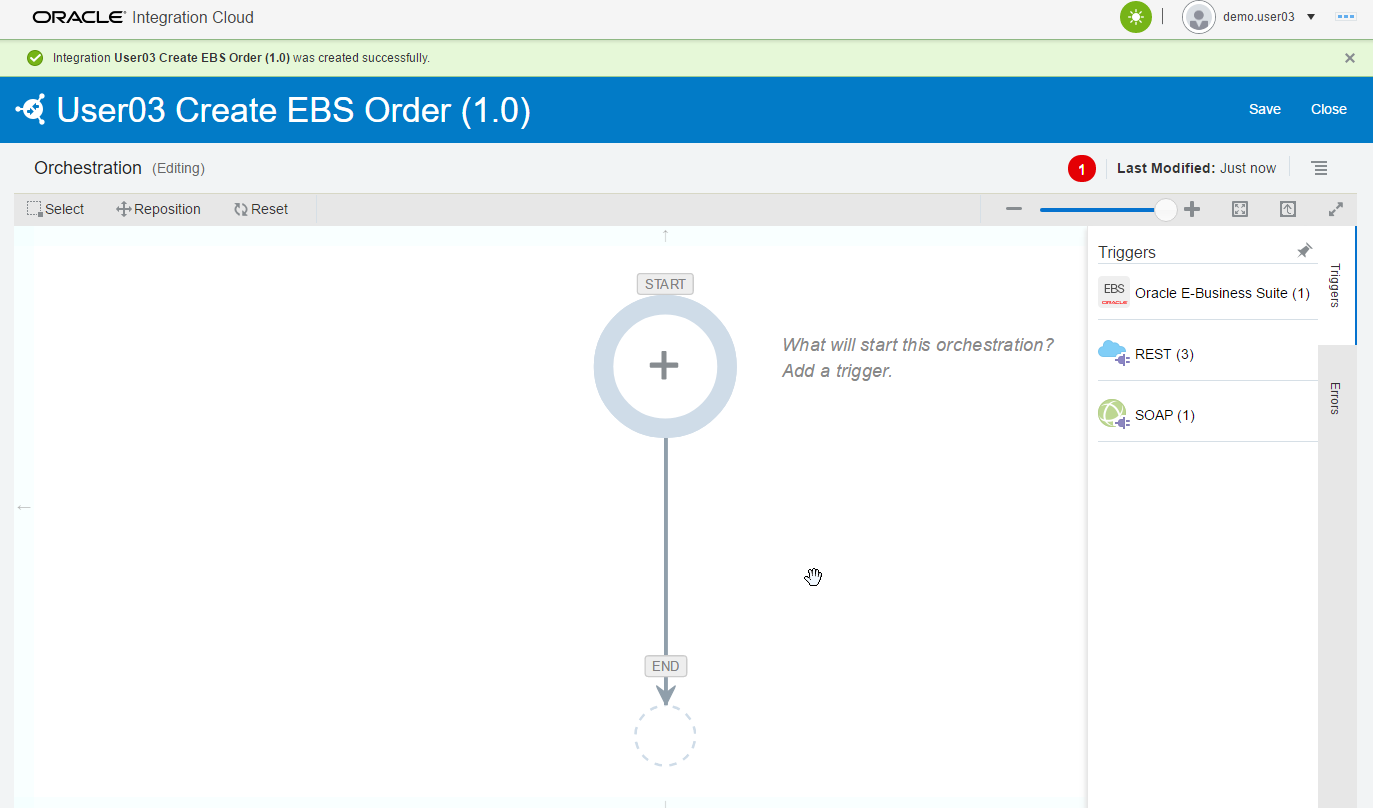 ORACLE Integration Cloud
demo.user03
Integration User03 Create EBS Order (1.0) was created successfully.
User03 Create EBS Order (1.0)
Save
Close
Orchestration (Editing)
1
Last Modified: Just now
Select
Reposition
Reset
START
What will start this orchestration?
Add a trigger.
END
Triggers
EBS
ORACLE
Oracle E-Business Suite (1)
REST (3)
SOAP (1)
Triggers
Errors